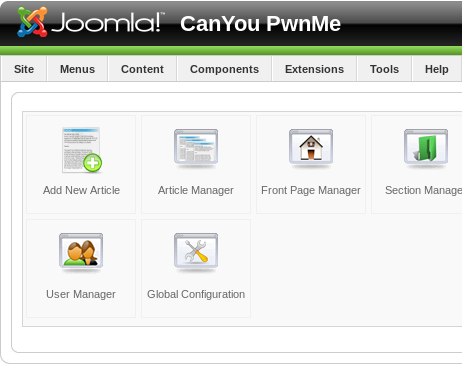 Joomla!™ CanYou PwnMe
Site Menus Content Components Extensions Tools Help
Add New Article Article Manager Front Page Manager Section Manage
User Manager Global Configuration